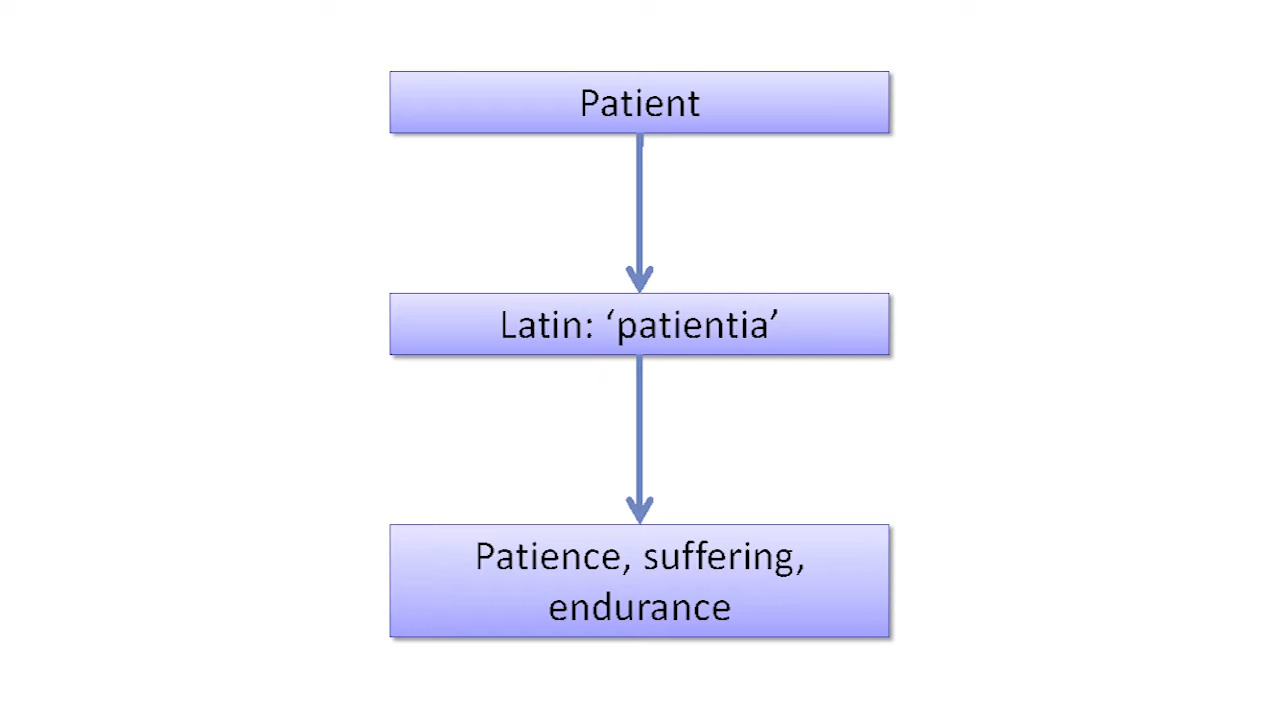 Patient
Latin: ‘patientia’
Patience, suffering,
endurance